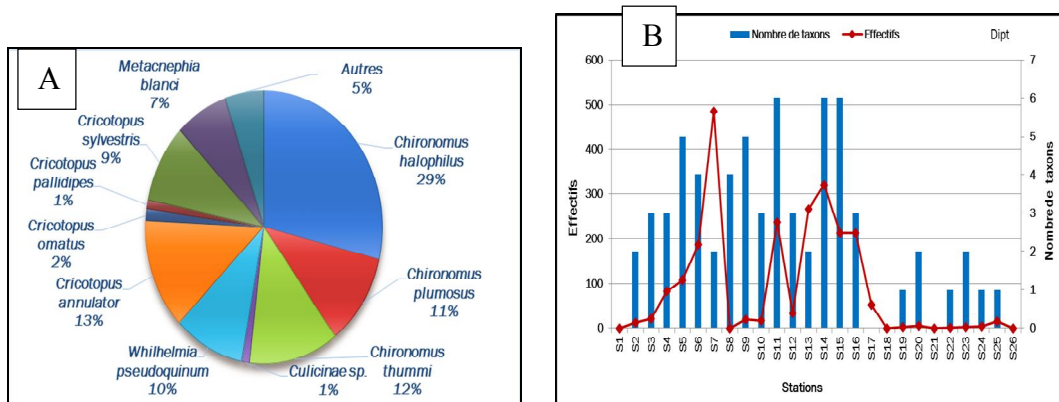 A
Metacnephia
blanci
7%
Autres
5%
Cricotopus
sylvestris
9%
Chironomus
halophilus
29%
Cricotopus
pallidipes
1%
Cricotopus
ornatus
2%
Cricotopus
annulator
13%
Chironomus
plumosus
11%
Whilhelmia
pseudoquinum
10%
Culicinae sp.
1%
Chironomus
thummi
12%
B
Nombre de taxons
Effectifs
Dipt
600
500
400
300
200
100
0
Effectifs
7
6
5
4
3
2
1
0
Nombre de taxons
S1
S2
S3
S4
S5
S6
S7
S8
S9
S10
S11
S12
S13
S14
S15
S16
S17
S18
S19
S20
S21
S22
S23
S24
S25
S26
Stations